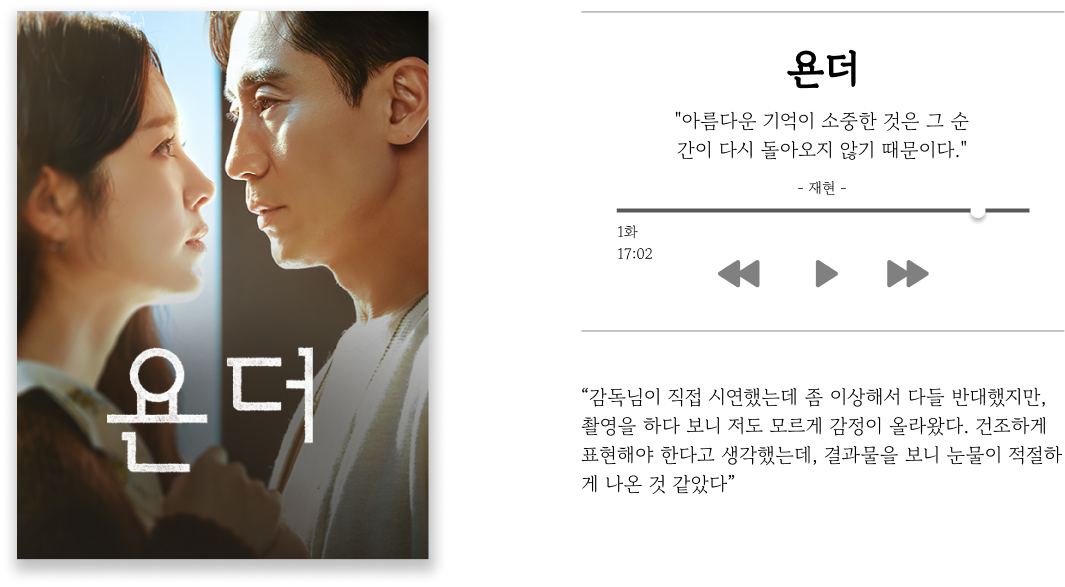 욘더
욘더
"아름다운 기억이 소중한 것은 그 순
간이 다시 돌아오지 않기 때문이다."
- 재현 -
1화
17:02
“감독님이 직접 시연했는데 좀 이상해서 다들 반대했지만,
촬영을 하다 보니 저도 모르게 감정이 올라왔다. 건조하게
표현해야 한다고 생각했는데, 결과물을 보니 눈물이 적절하
게 나온 것 같았다”